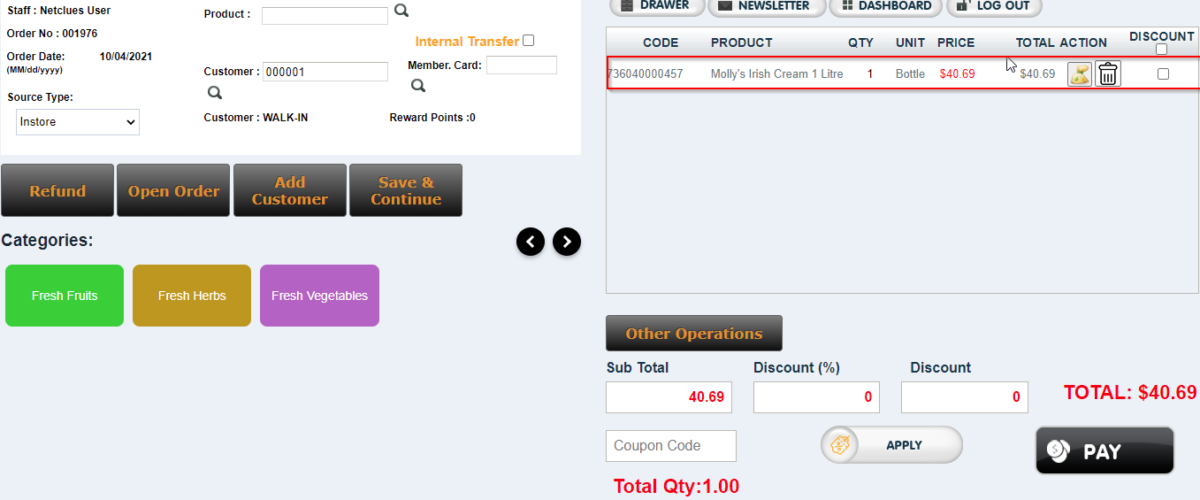 Staff : Netclues User
Product :
Order No : 001976
Internal Transfer
Order Date: 10/04/2021
(MM/dd/yyyy)
Customer : 000001
Member. Card:
Source Type:
Instore
Customer : WALK-IN
Reward Points :0
Refund
Open Order
Add Customer
Save & Continue
Categories:
Fresh Fruits
Fresh Herbs
Fresh Vegetables
DRAWER
NEWSLETTER
DASHBOARD
LOG OUT
CODE PRODUCT QTY UNIT PRICE TOTAL ACTION DISCOUNT
736040000457 Molly's Irish Cream 1 Litre 1 Bottle $40.69 $40.69
Other Operations
Sub Total Discount (%) Discount
40.69 0 0
TOTAL: $40.69
Coupon Code
APPLY
PAY
Total Qty:1.00